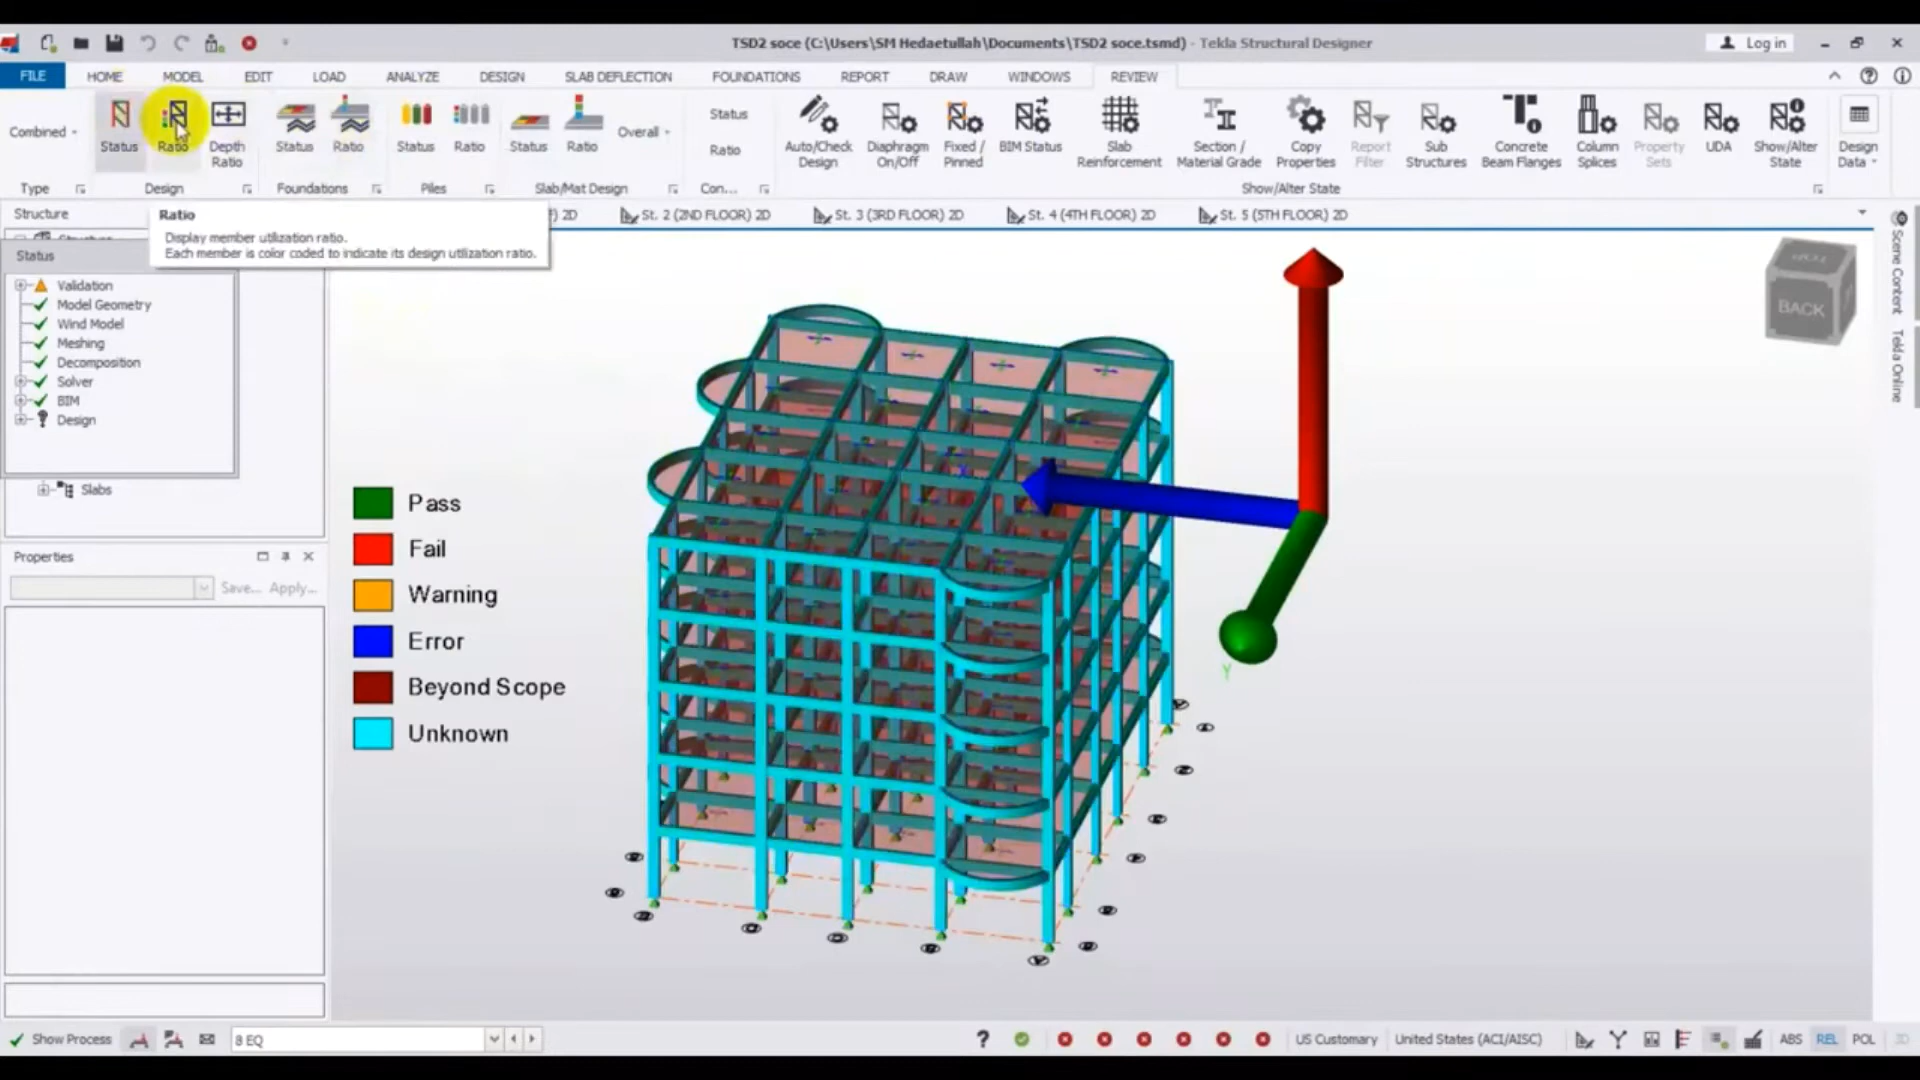 TSD2 soce (C:\Users\SM Hedaetullah\Documents\TSD2 soce.tsmd) - Tekla Structural Designer
Log in
FILE HOME MODEL EDIT LOAD ANALYZE DESIGN SLAB DEFLECTION FOUNDATIONS REPORT DRAW WINDOWS REVIEW
Combined
Status
Ratio
Depth
Ratio
Status
Ratio
Status
Ratio
Status
Ratio
Overall
Status
Ratio
Auto/Check
Design
Diaphragm
On/Off
Fixed /
Pinned
BIM Status
Slab
Reinforcement
Section /
Material Grade
Copy
Properties
Report
Filter
Sub
Structures
Concrete
Beam Flanges
Column
Splices
Property
Sets
UDA
Show/Alter
State
Design
Data
Type
Design
Foundations
Piles
Slab/Mat Design
Con...
Show/Alter State
Structure
2D
St. 2 (2ND FLOOR) 2D
St. 3 (3RD FLOOR) 2D
St. 4 (4TH FLOOR) 2D
St. 5 (5TH FLOOR) 2D
Ratio
Display member utilization ratio.
Each member is color coded to indicate its design utilization ratio.
Status
Validation
Model Geometry
Wind Model
Meshing
Decomposition
Solver
BIM
Design
Slabs
Properties
Save... Apply...
Pass
Fail
Warning
Error
Beyond Scope
Unknown
BACK
Y
Scene Content
Tekla Online
Show Process
8 EQ
US Customary
United States (ACI/AISC)
ABS REL POL